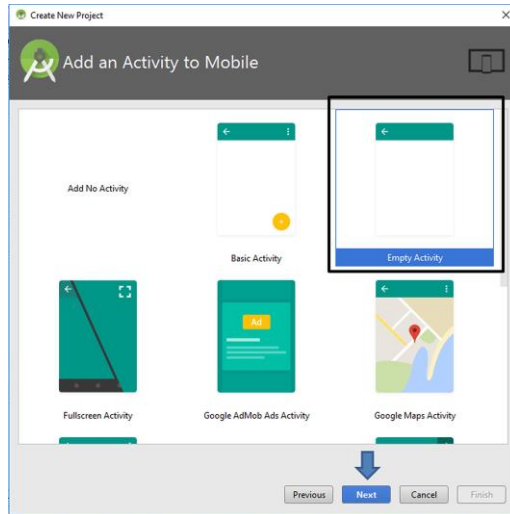 Create New Project
Add an Activity to Mobile
Add No Activity
Basic Activity
Empty Activity
Ad
Fullscreen Activity
Google AdMob Ads Activity
Google Maps Activity
Previous
Next
Cancel
Finish